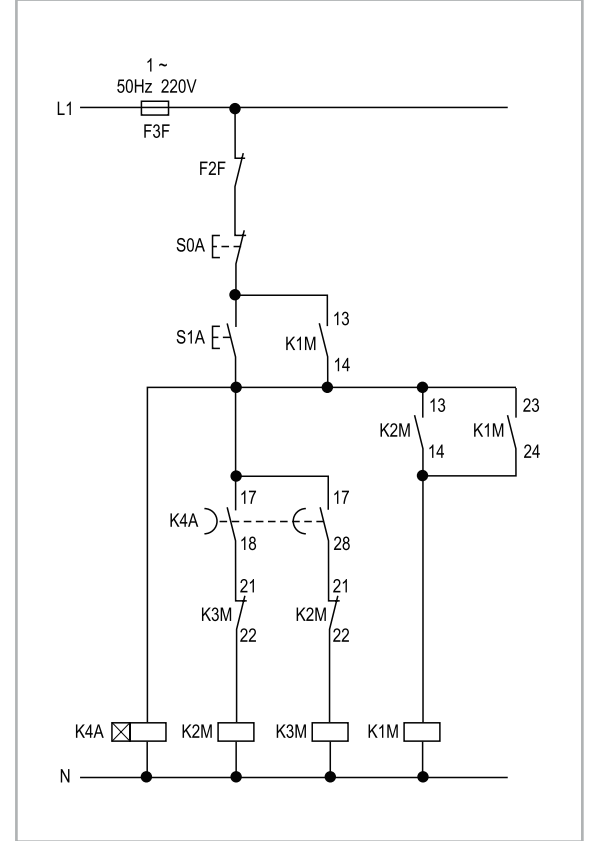 1 ~
50Hz 220V
L1
F3F
F2F
S0A
13
S1A
K1M
14
13
23
K2M
K1M
14
24
17
17
K4A
18
28
21
21
K3M
K2M
22
22
K4A
K2M
K3M
K1M
N